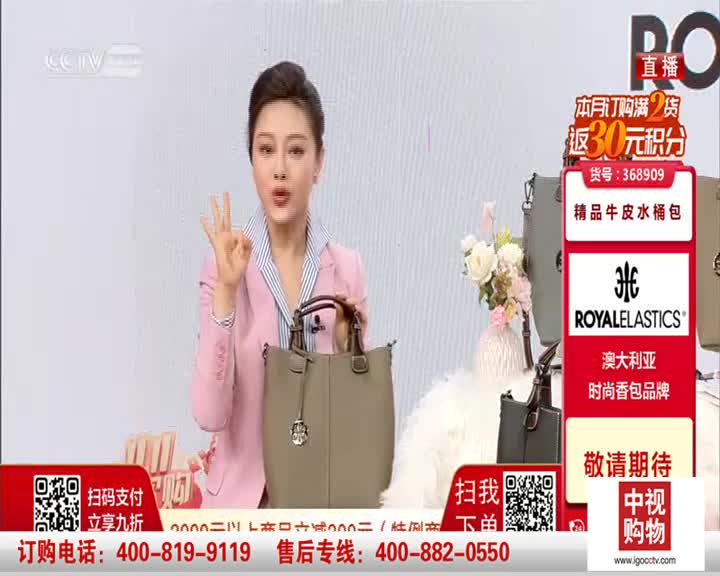 CCTV
RO
直播
本月订购满2货
返30元积分
货号:368909
精品牛皮水桶包
ROYALELASTICS®
澳大利亚
时尚香包品牌
敬请期待
扫码支付
立享九折
扫我
下单
2000元以上商品立减200元(特例商
中视
购物
www.igocctv.com
订购电话:400-819-9119 售后专线:400-882-0550